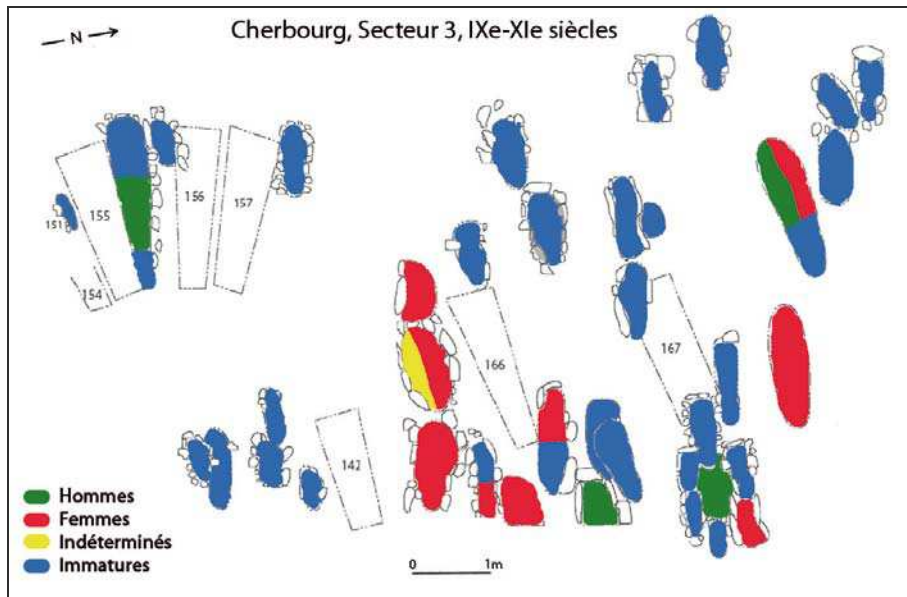 Cherbourg, Secteur 3, IXe-XIe siècles
N
151
155
156
157
154
166
167
142
Hommes
Femmes
Indéterminés
Immatures
0 1m